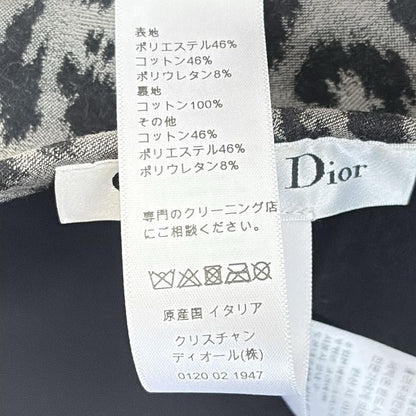 表地
ポリエステル46%
コットン46%
ポリウレタン8%
裏地
コットン100%
その他
コットン46%
ポリエステル46%
ポリウレタン8%
Dior
専門のクリーニング店
にご相談ください。
原産国 イタリア
クリスチャン
ディオール(株)
0120 02 1947